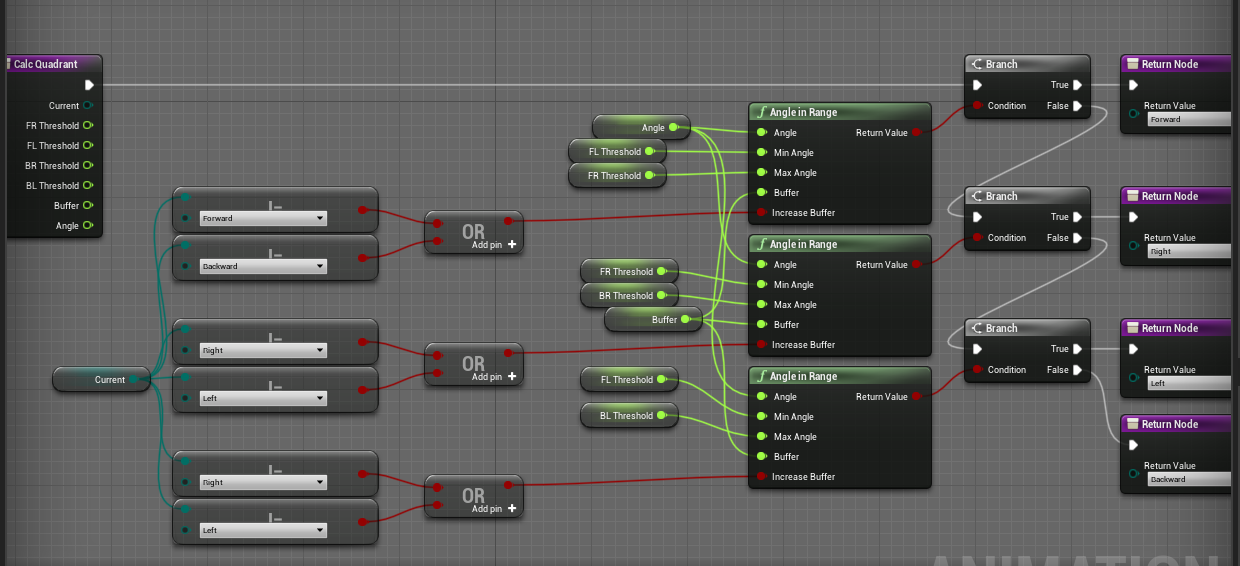 Calc Quadrant
Current
FR Threshold
FL Threshold
BR Threshold
BL Threshold
Buffer
Angle
!=
Forward
!=
Backward
OR
Add pin +
!=
Right
!=
Left
OR
Add pin +
Current
!=
Right
!=
Left
OR
Add pin +
Angle
FL Threshold
FR Threshold
f Angle in Range
Angle Return Value
Min Angle
Max Angle
Buffer
Increase Buffer
FR Threshold
BR Threshold
Buffer
f Angle in Range
Angle Return Value
Min Angle
Max Angle
Buffer
Increase Buffer
FL Threshold
BL Threshold
f Angle in Range
Angle Return Value
Min Angle
Max Angle
Buffer
Increase Buffer
Branch
True
Condition False
Return Node
Return Value
Forward
Branch
True
Condition False
Return Node
Return Value
Right
Branch
True
Condition False
Return Node
Return Value
Left
Return Node
Return Value
Backward
ANIMATION